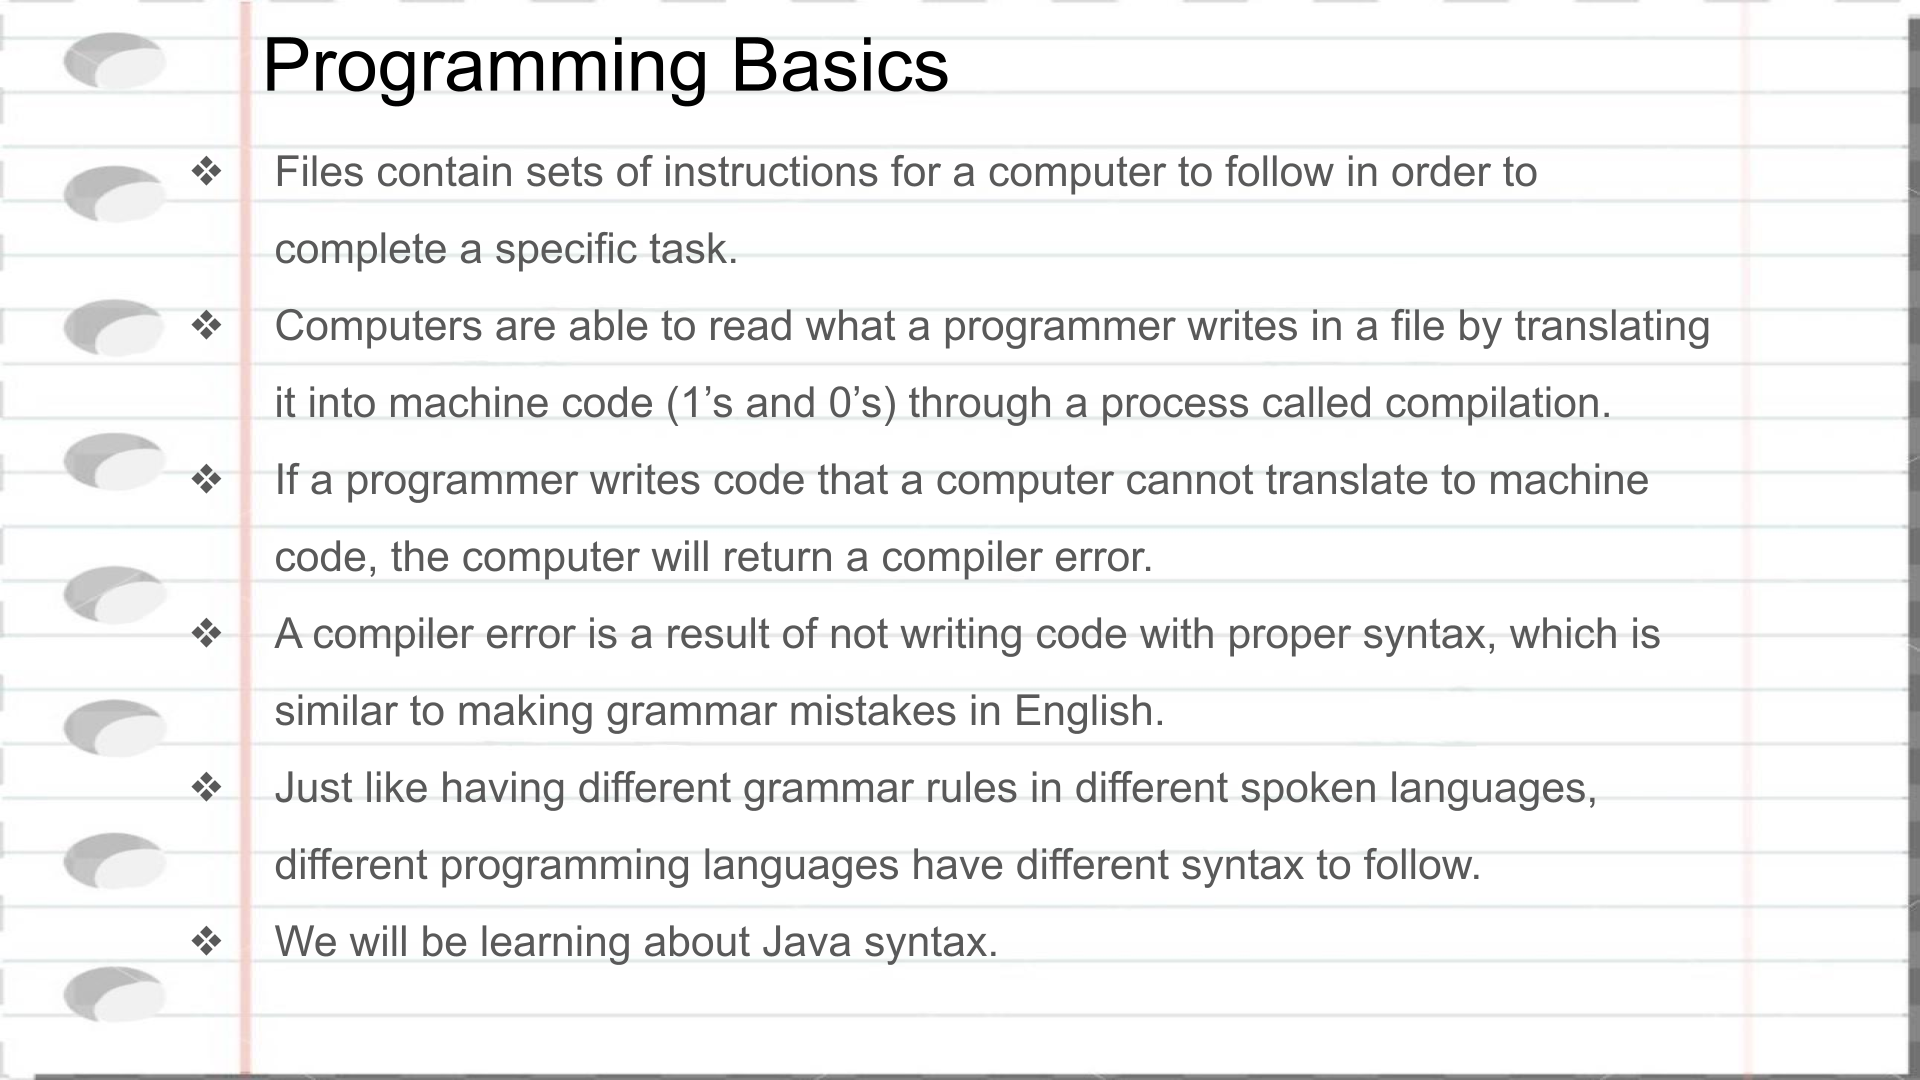 Programming Basics
❖ Files contain sets of instructions for a computer to follow in order to
complete a specific task.
❖ Computers are able to read what a programmer writes in a file by translating
it into machine code (1’s and 0’s) through a process called compilation.
❖ If a programmer writes code that a computer cannot translate to machine
code, the computer will return a compiler error.
❖ A compiler error is a result of not writing code with proper syntax, which is
similar to making grammar mistakes in English.
❖ Just like having different grammar rules in different spoken languages,
different programming languages have different syntax to follow.
❖ We will be learning about Java syntax.